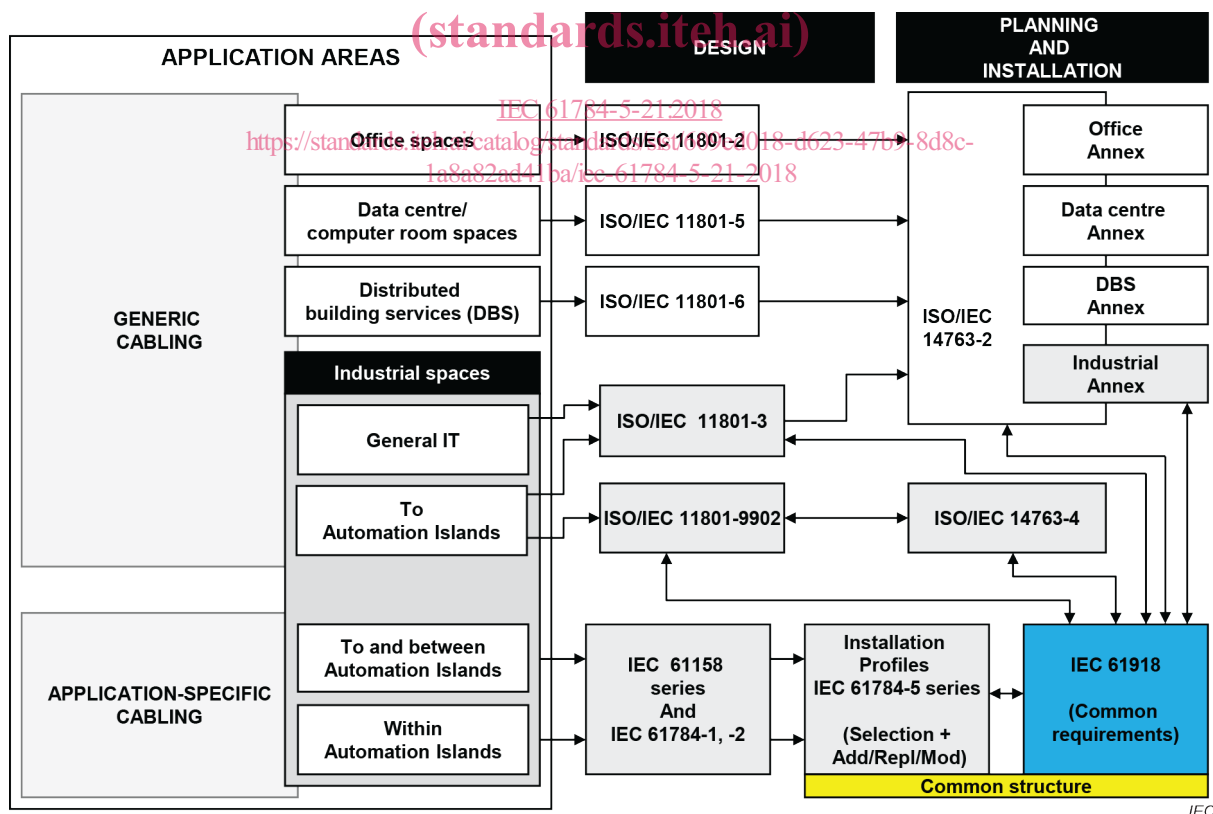 (standards.iteh.ai)
APPLICATION AREAS
DESIGN
PLANNING
AND
INSTALLATION
IEC 61784-5-21:2018
https://standards.iteh.ai/catalog/standards/sist/
d018-d623-47b9-8d8c-
1a8a82ad41ba/iec-61784-5-21-2018
GENERIC
CABLING
Office spaces
ISO/IEC 11801-2
Office
Annex
Data centre/
computer room spaces
ISO/IEC 11801-5
Data centre
Annex
Distributed
building services (DBS)
ISO/IEC 11801-6
DBS
Annex
ISO/IEC
14763-2
Industrial spaces
Industrial
Annex
General IT
ISO/IEC 11801-3
To
Automation Islands
ISO/IEC 11801-9902
ISO/IEC 14763-4
APPLICATION-SPECIFIC
CABLING
To and between
Automation Islands
Within
Automation Islands
IEC 61158
series
And
IEC 61784-1, -2
Installation
Profiles
IEC 61784-5 series
(Selection +
Add/Repl/Mod)
IEC 61918
(Common
requirements)
Common structure
IEC